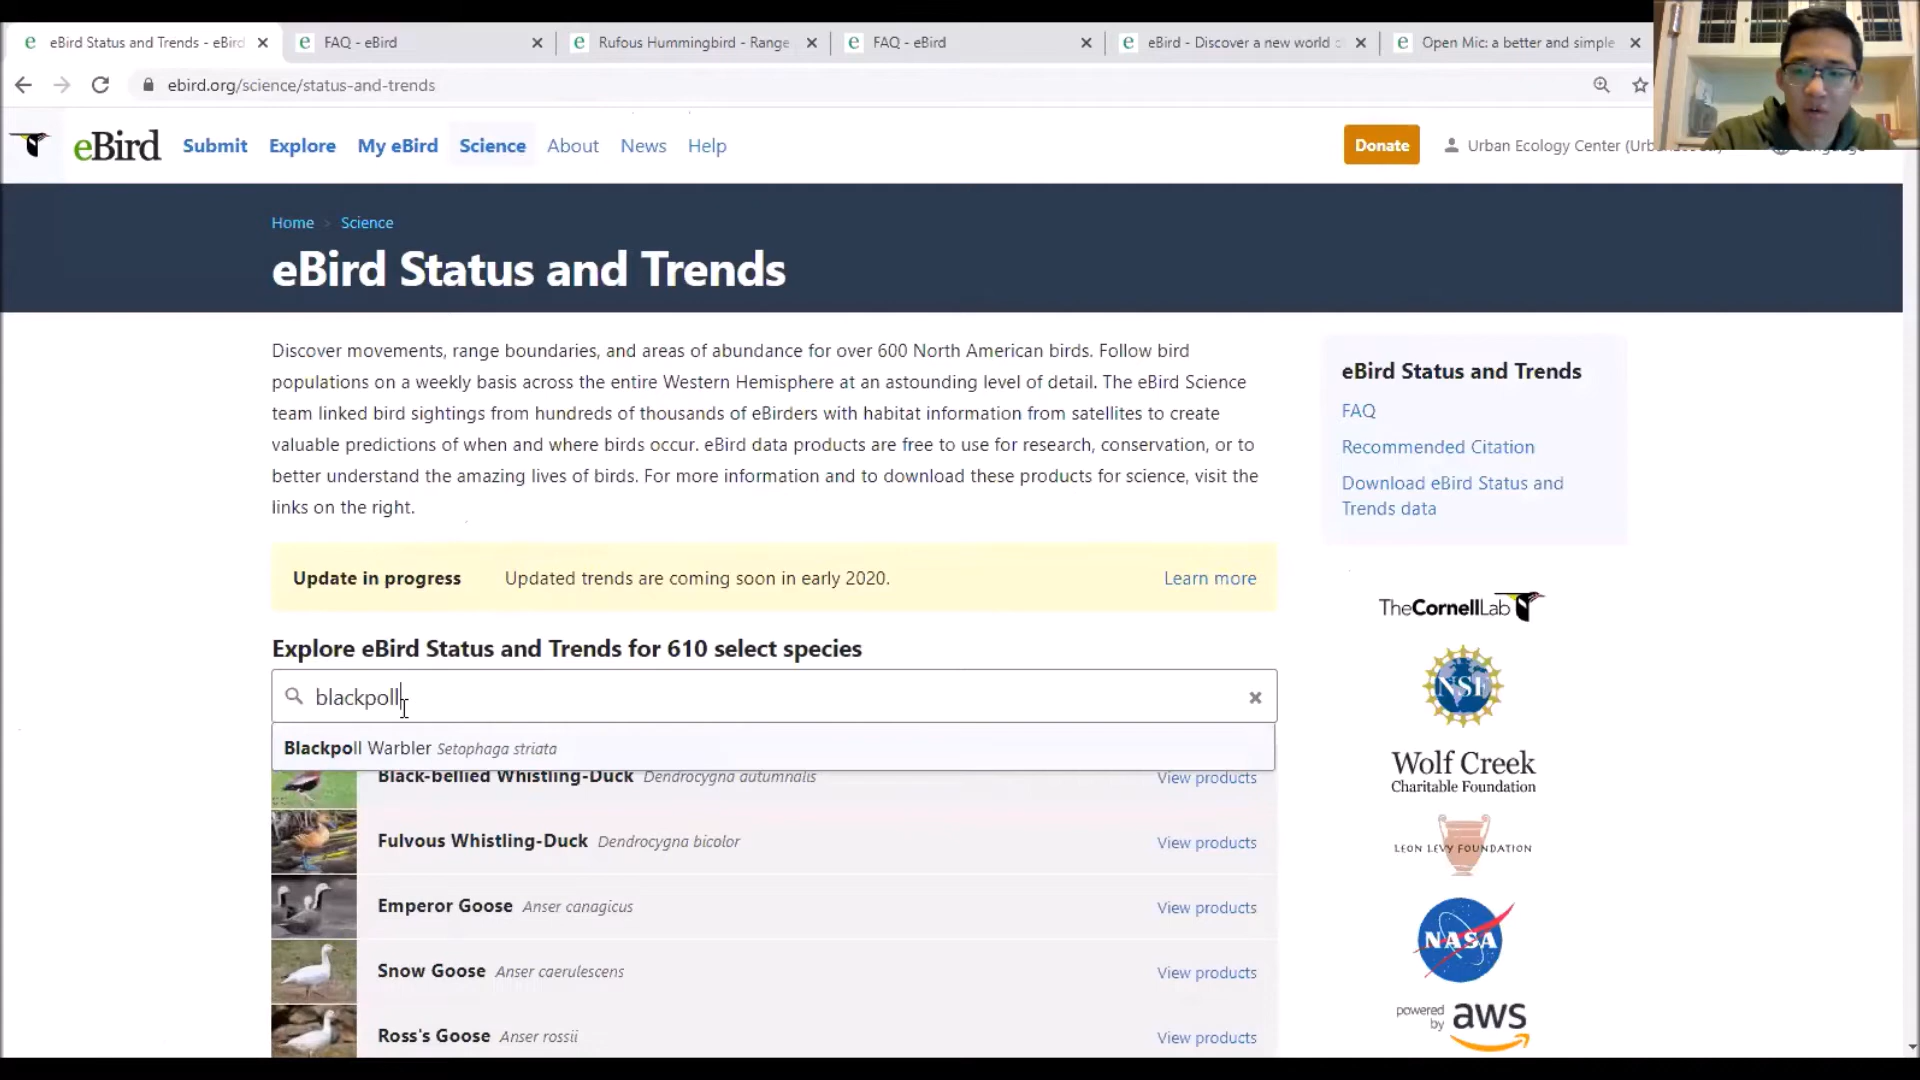 eBird Status and Trends - eBird
FAQ - eBird
Rufous Hummingbird - Range
FAQ - eBird
eBird - Discover a new world
Open Mic: a better and simple
ebird.org/science/status-and-trends
eBird
Submit
Explore
My eBird
Science
About
News
Help
Donate
Urban Ecology Center
Home > Science
eBird Status and Trends
Discover movements, range boundaries, and areas of abundance for over 600 North American birds. Follow bird
populations on a weekly basis across the entire Western Hemisphere at an astounding level of detail. The eBird Science
team linked bird sightings from hundreds of thousands of eBirders with habitat information from satellites to create
valuable predictions of when and where birds occur. eBird data products are free to use for research, conservation, or to
better understand the amazing lives of birds. For more information and to download these products for science, visit the
links on the right.
Update in progress
Updated trends are coming soon in early 2020.
Learn more
Explore eBird Status and Trends for 610 select species
blackpoll
Blackpoll Warbler Setophaga striata
Black-bellied Whistling-Duck Dendrocygna autumnalis
View products
Fulvous Whistling-Duck Dendrocygna bicolor
View products
Emperor Goose Anser canagicus
View products
Snow Goose Anser caerulescens
View products
Ross's Goose Anser rossii
View products
eBird Status and Trends
FAQ
Recommended Citation
Download eBird Status and
Trends data
TheCornellLab
NSF
Wolf Creek
Charitable Foundation
LEON LEVY FOUNDATION
NASA
powered
by
aws